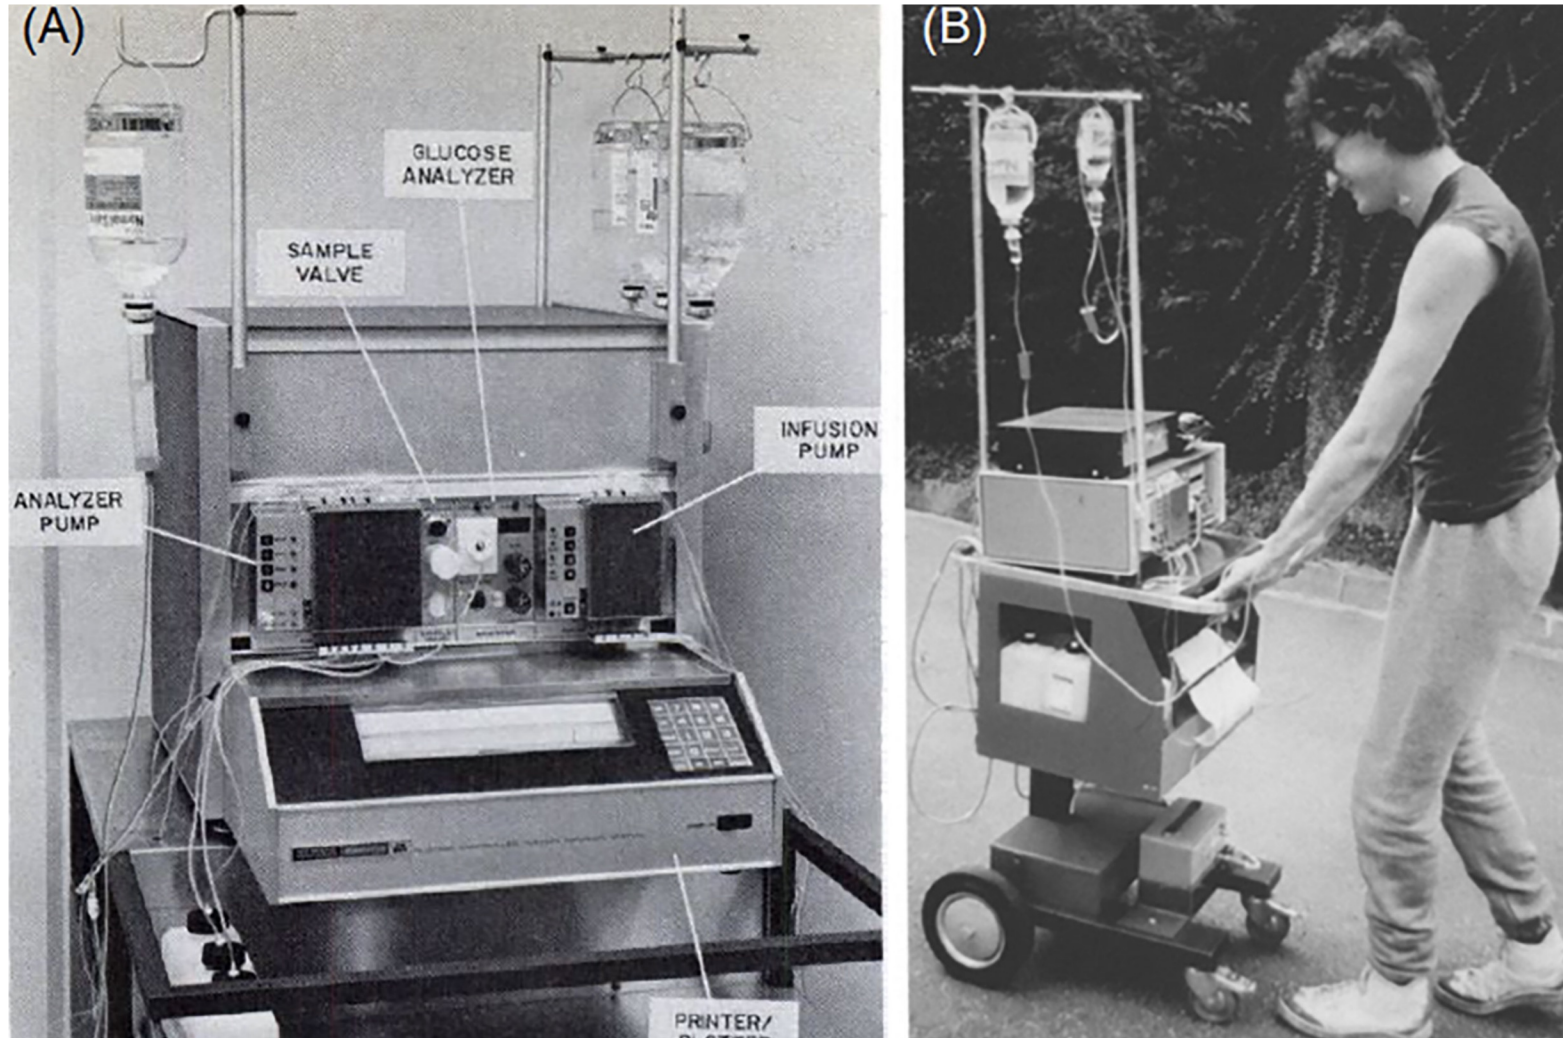 (A)
(B)
GLUCOSE
ANALYZER
SAMPLE
VALVE
INFUSION
PUMP
ANALYZER
PUMP
PRINTER/